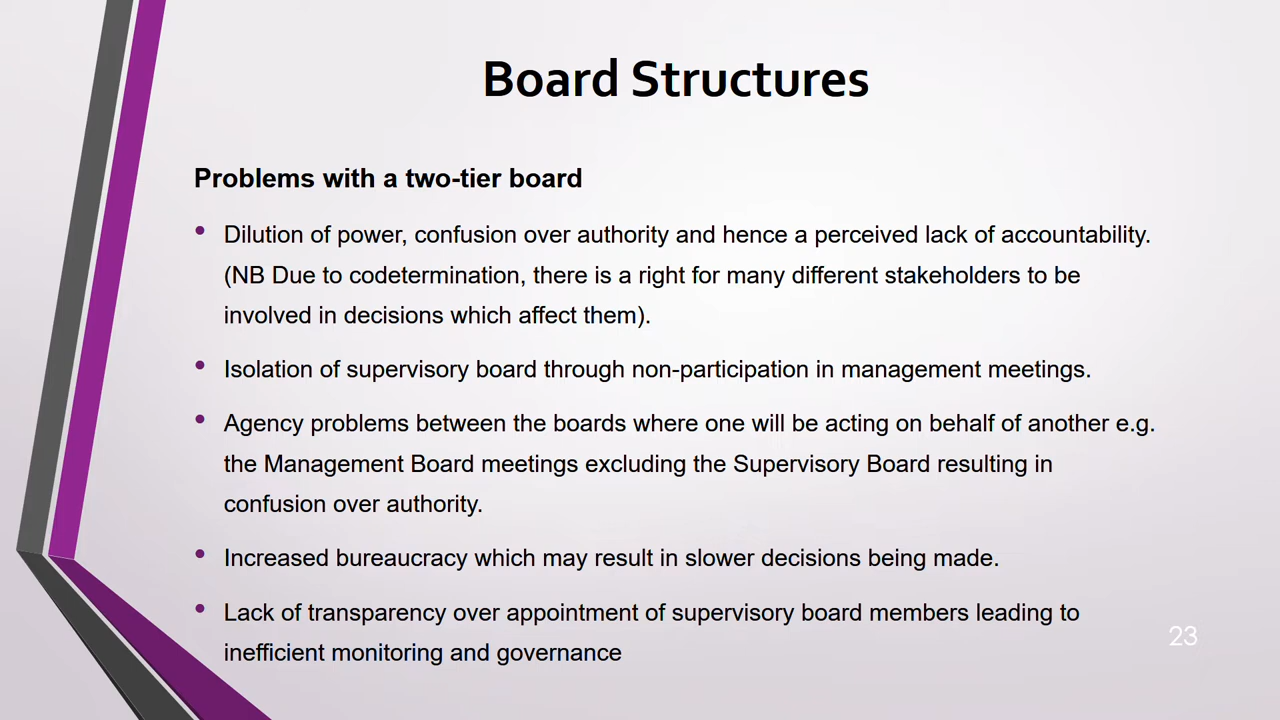 Board Structures
Problems with a two-tier board
• Dilution of power, confusion over authority and hence a perceived lack of accountability.
(NB Due to codetermination, there is a right for many different stakeholders to be
involved in decisions which affect them).
• Isolation of supervisory board through non-participation in management meetings.
• Agency problems between the boards where one will be acting on behalf of another e.g.
the Management Board meetings excluding the Supervisory Board resulting in
confusion over authority.
• Increased bureaucracy which may result in slower decisions being made.
• Lack of transparency over appointment of supervisory board members leading to
inefficient monitoring and governance
23